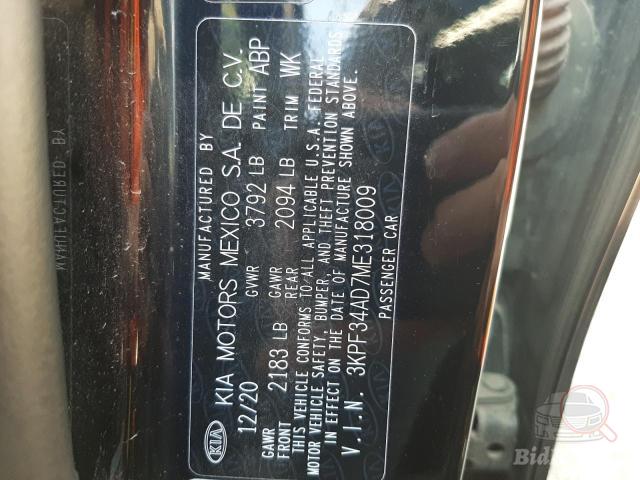 MANUFACTURED BY
KIA MOTORS MEXICO S.A. DE C.V.
12/20 GVWR 3792 LB PAINT ABP
GAWR FRONT 2183 LB GAWR REAR 2094 LB TRIM WK
THIS VEHICLE CONFORMS TO ALL APPLICABLE U.S.A. FEDERAL
MOTOR VEHICLE SAFETY, BUMPER, AND THEFT PREVENTION STANDARDS
IN EFFECT ON THE DATE OF MANUFACTURE SHOWN ABOVE.
V.I.N. 3KPF34AD7ME318009
PASSENGER CAR
KIA
MANUFACTURED BY